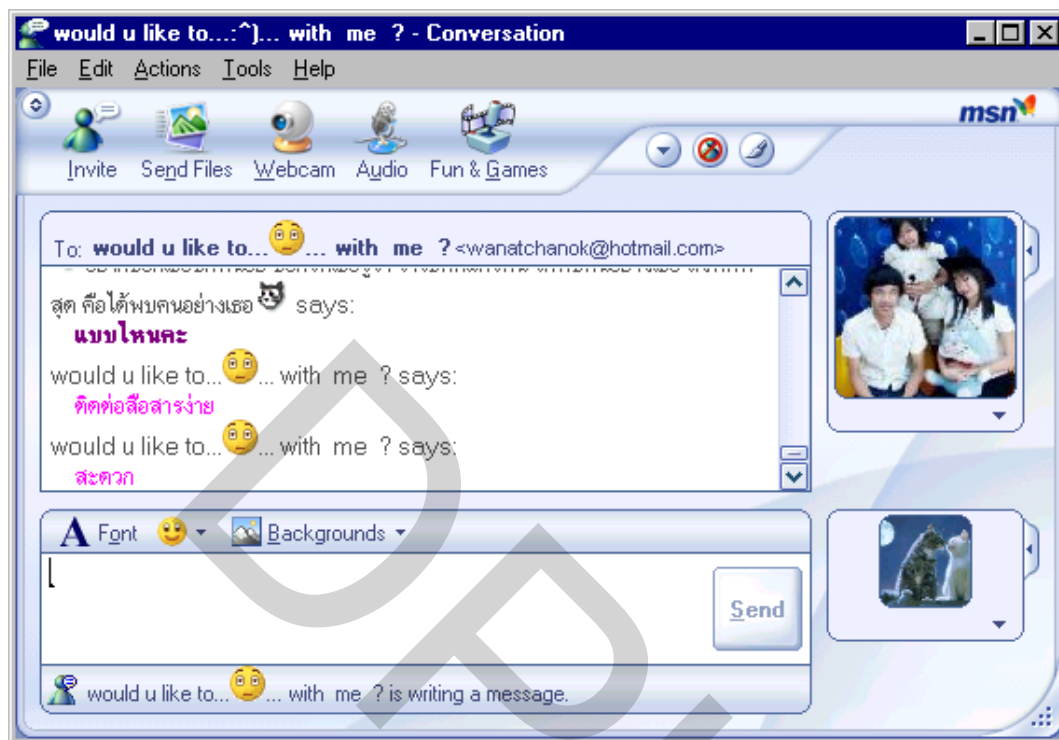 would u like to...:^)... with me ? - Conversation
File Edit Actions Tools Help
msn
Invite Send Files Webcam Audio Fun & Games
To: would u like to...... with me ? <wanatchanok@hotmail.com>
สุด คือได้พบคนอย่างเธอ says:
แบบไหนคะ
would u like to...... with me ? says:
ติดต่อสื่อสารง่าย
would u like to...... with me ? says:
สะดวก
A Font Backgrounds
Send
would u like to...... with me ? is writing a message.
DP